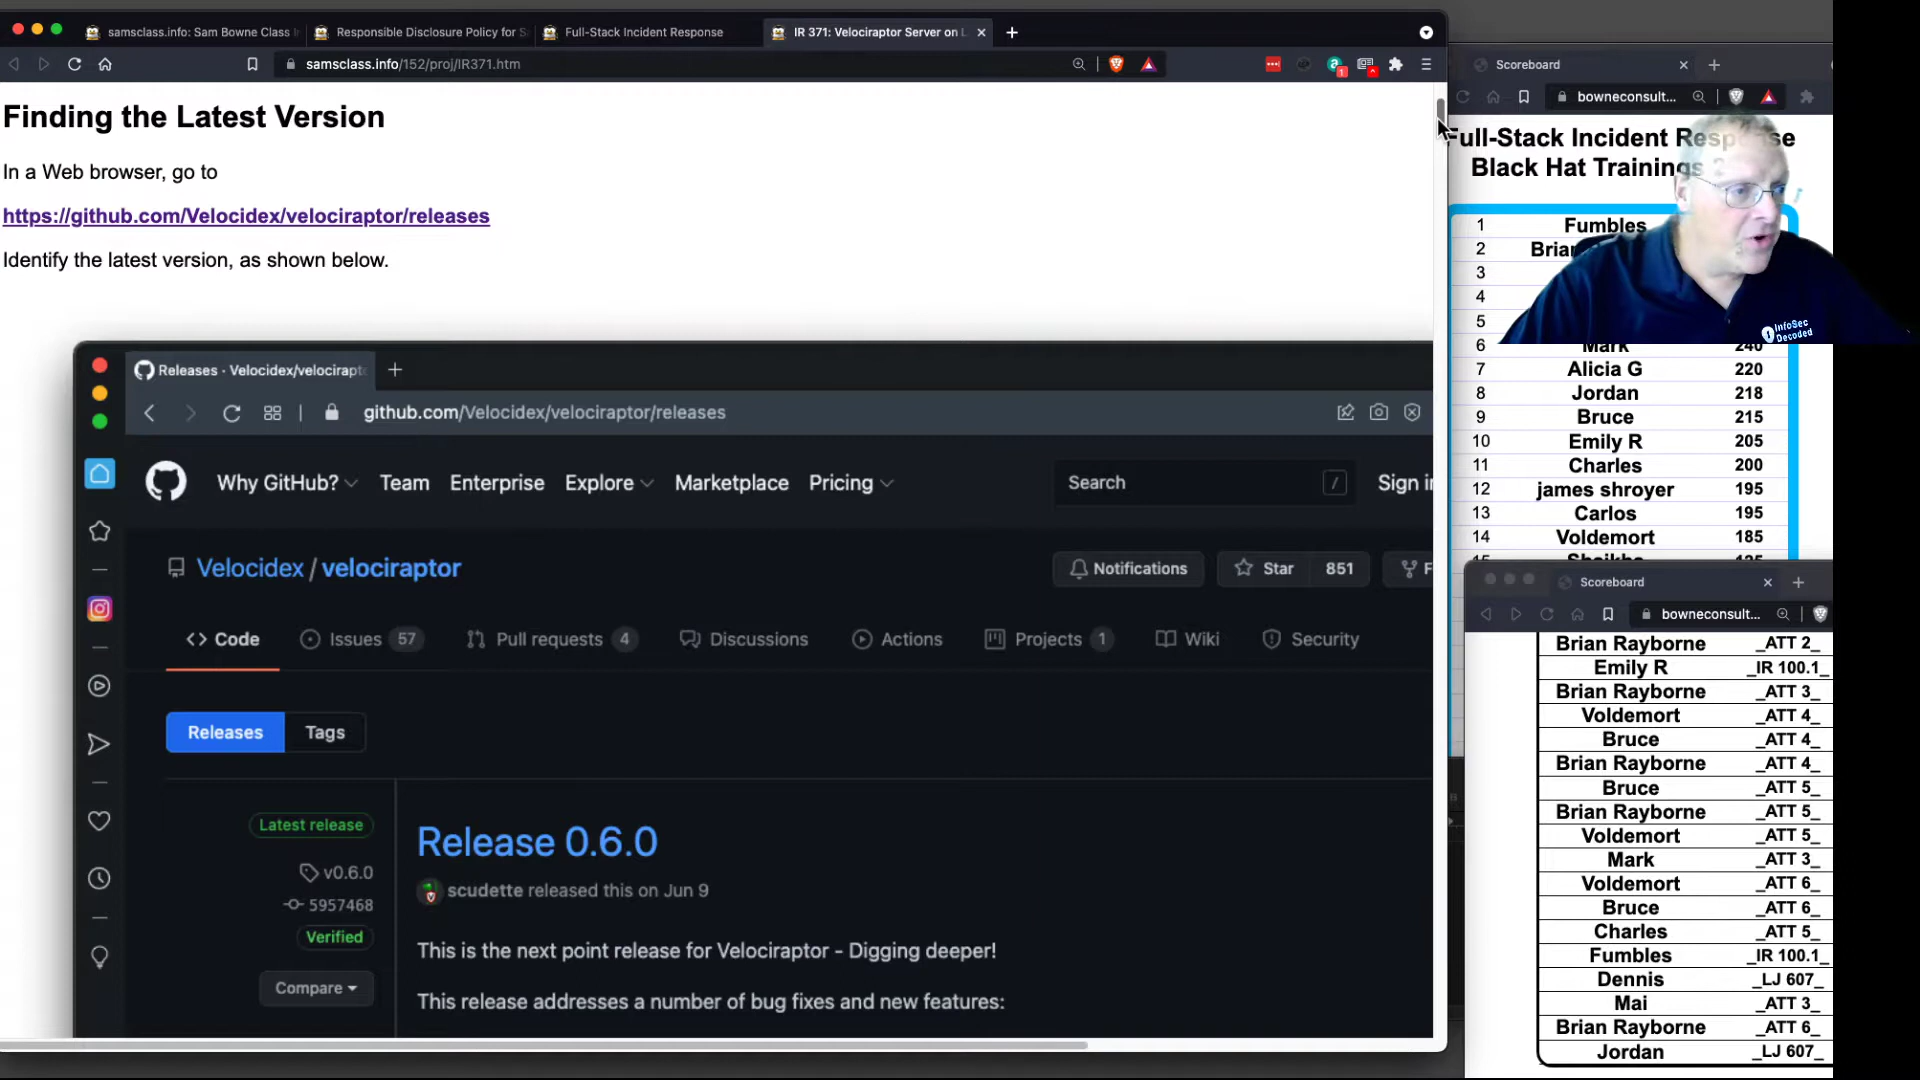 samsclass.info: Sam Bowne Class I
Responsible Disclosure Policy for S
Full-Stack Incident Response
IR 371: Velociraptor Server on L
samsclass.info/152/proj/IR371.htm
Finding the Latest Version
In a Web browser, go to
https://github.com/Velocidex/velociraptor/releases
Identify the latest version, as shown below.
Releases · Velocidex/velocirapt
github.com/Velocidex/velociraptor/releases
Why GitHub? Team Enterprise Explore Marketplace Pricing
Search /
Sign in
Velocidex / velociraptor
Notifications
Star 851
F
Code Issues 57 Pull requests 4 Discussions Actions Projects 1 Wiki Security
Releases Tags
Latest release
v0.6.0
5957468
Verified
Compare
Release 0.6.0
scudette released this on Jun 9
This is the next point release for Velociraptor - Digging deeper!
This release addresses a number of bug fixes and new features:
Scoreboard
bowneconsult...
Full-Stack Incident Response
Black Hat Trainings
1 Fumbles
2 Brian
3
4
5
6 Mark 240
7 Alicia G 220
8 Jordan 218
9 Bruce 215
10 Emily R 205
11 Charles 200
12 james shroyer 195
13 Carlos 195
14 Voldemort 185
InfoSec
Decoded
Scoreboard
bowneconsult...
Brian Rayborne _ATT 2_
Emily R _IR 100.1_
Brian Rayborne _ATT 3_
Voldemort _ATT 4_
Bruce _ATT 4_
Brian Rayborne _ATT 4_
Bruce _ATT 5_
Brian Rayborne _ATT 5_
Voldemort _ATT 5_
Mark _ATT 3_
Voldemort _ATT 6_
Bruce _ATT 6_
Charles _ATT 5_
Fumbles _IR 100.1_
Dennis _LJ 607_
Mai _ATT 3_
Brian Rayborne _ATT 6_
Jordan _LJ 607_